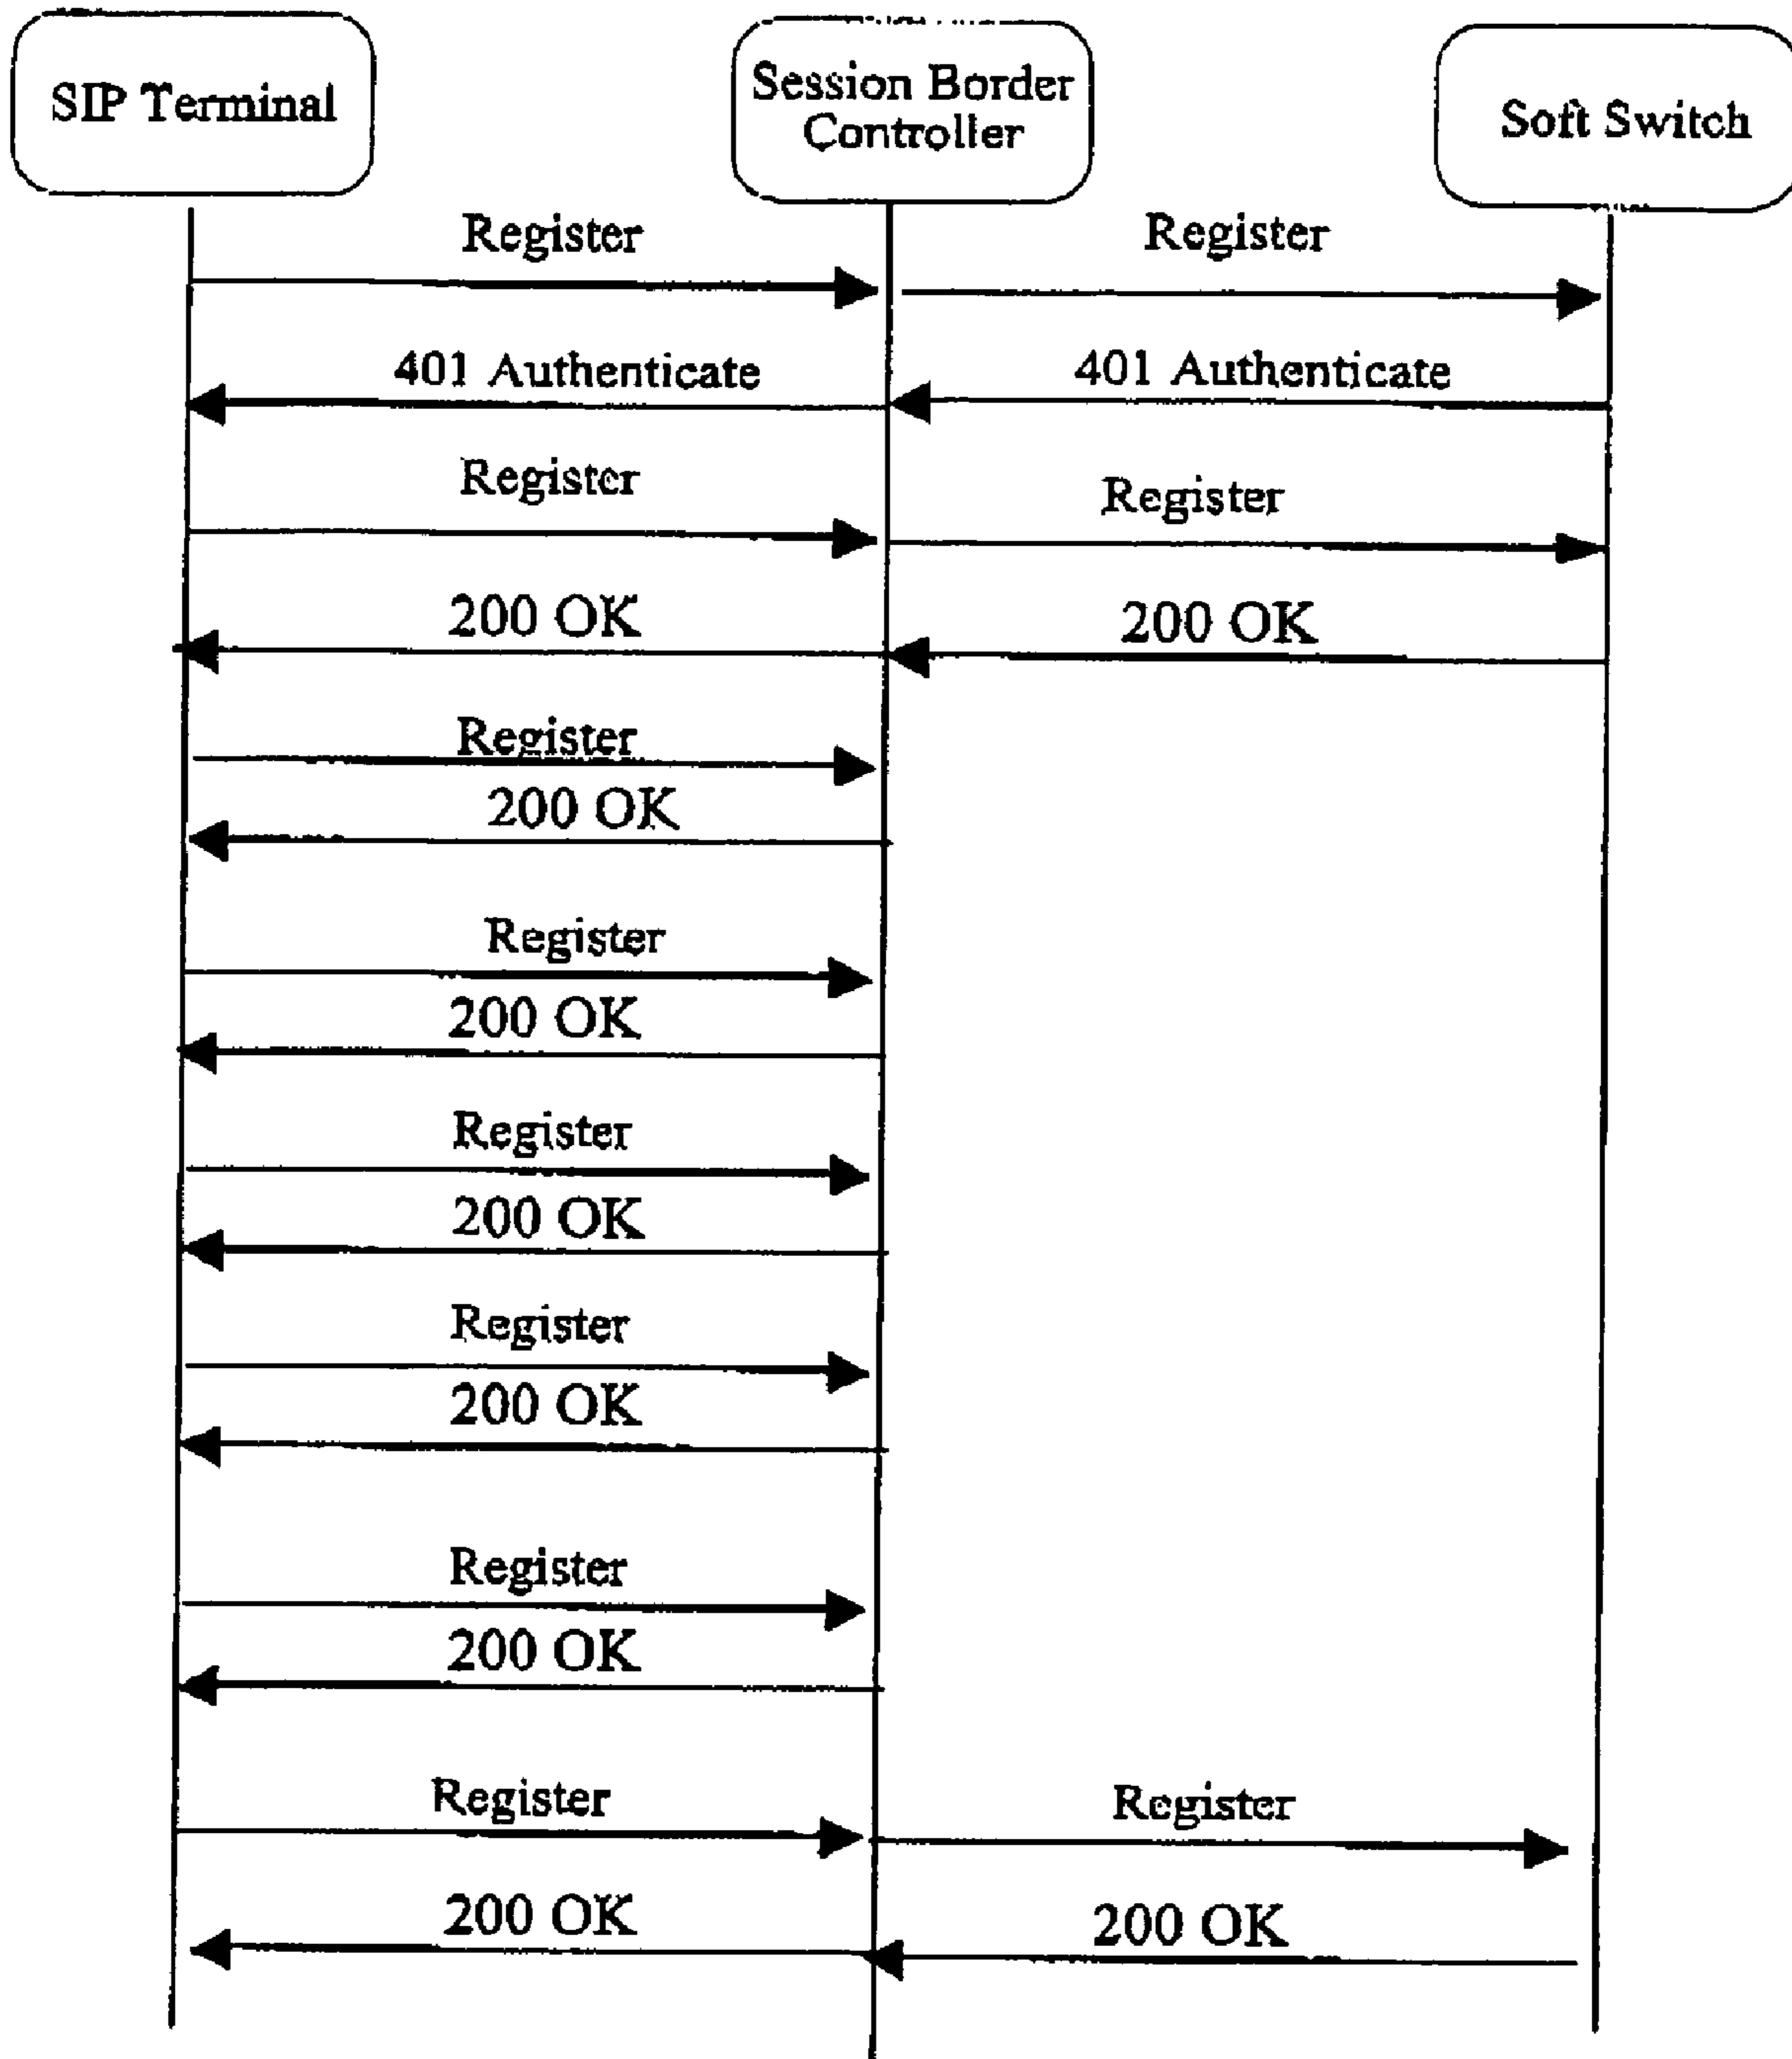 SIP Terminal
Session Border
Controller
Soft Switch
Register
Register
401 Authenticate
401 Authenticate
Register
Register
200 OK
200 OK
Register
200 OK
Register
200 OK
Register
200 OK
Register
200 OK
Register
200 OK
Register
Register
200 OK
200 OK